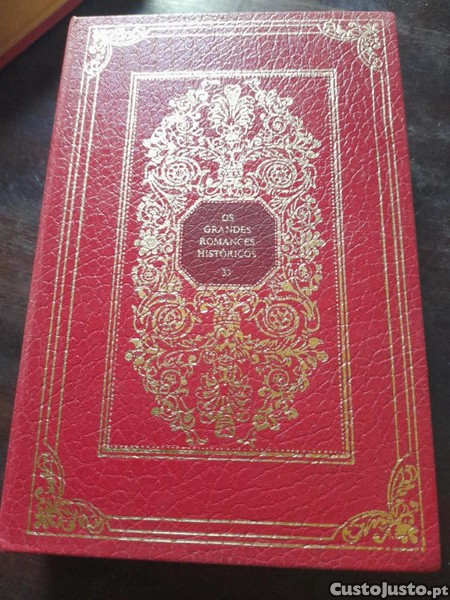 OS
GRANDES
ROMANCES
HISTÓRICOS
33
CustoJusto.pt